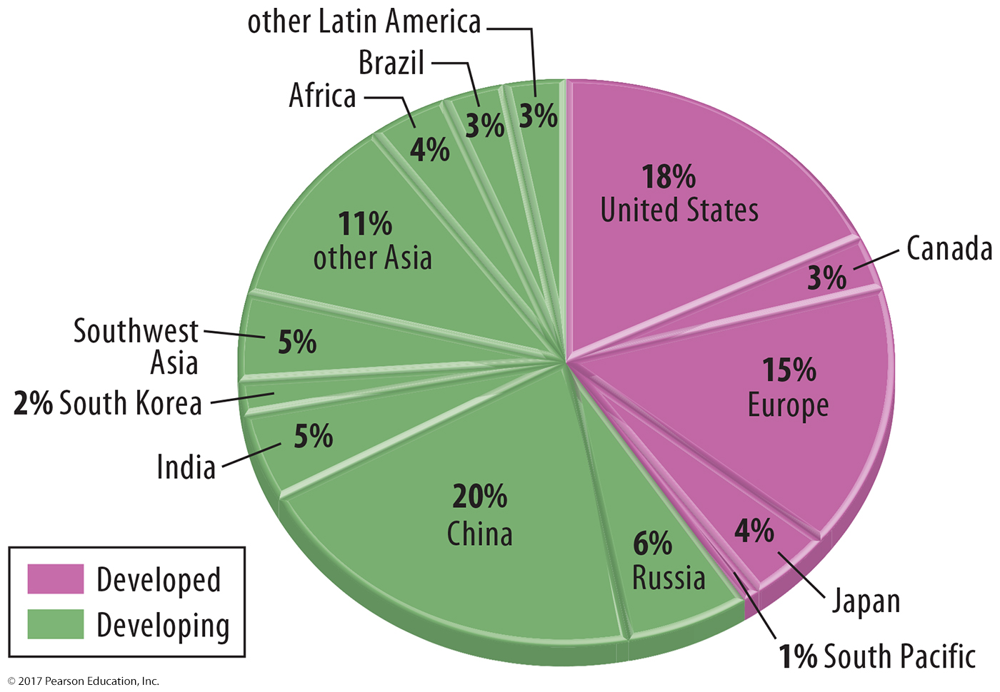 other Latin America
Brazil
Africa
3%
3%
4%
18%
United States
Canada
3%
11%
other Asia
Southwest
Asia
5%
15%
Europe
2% South Korea
5%
India
20%
China
6%
Russia
4%
Japan
1% South Pacific
Developed
Developing
© 2017 Pearson Education, Inc.